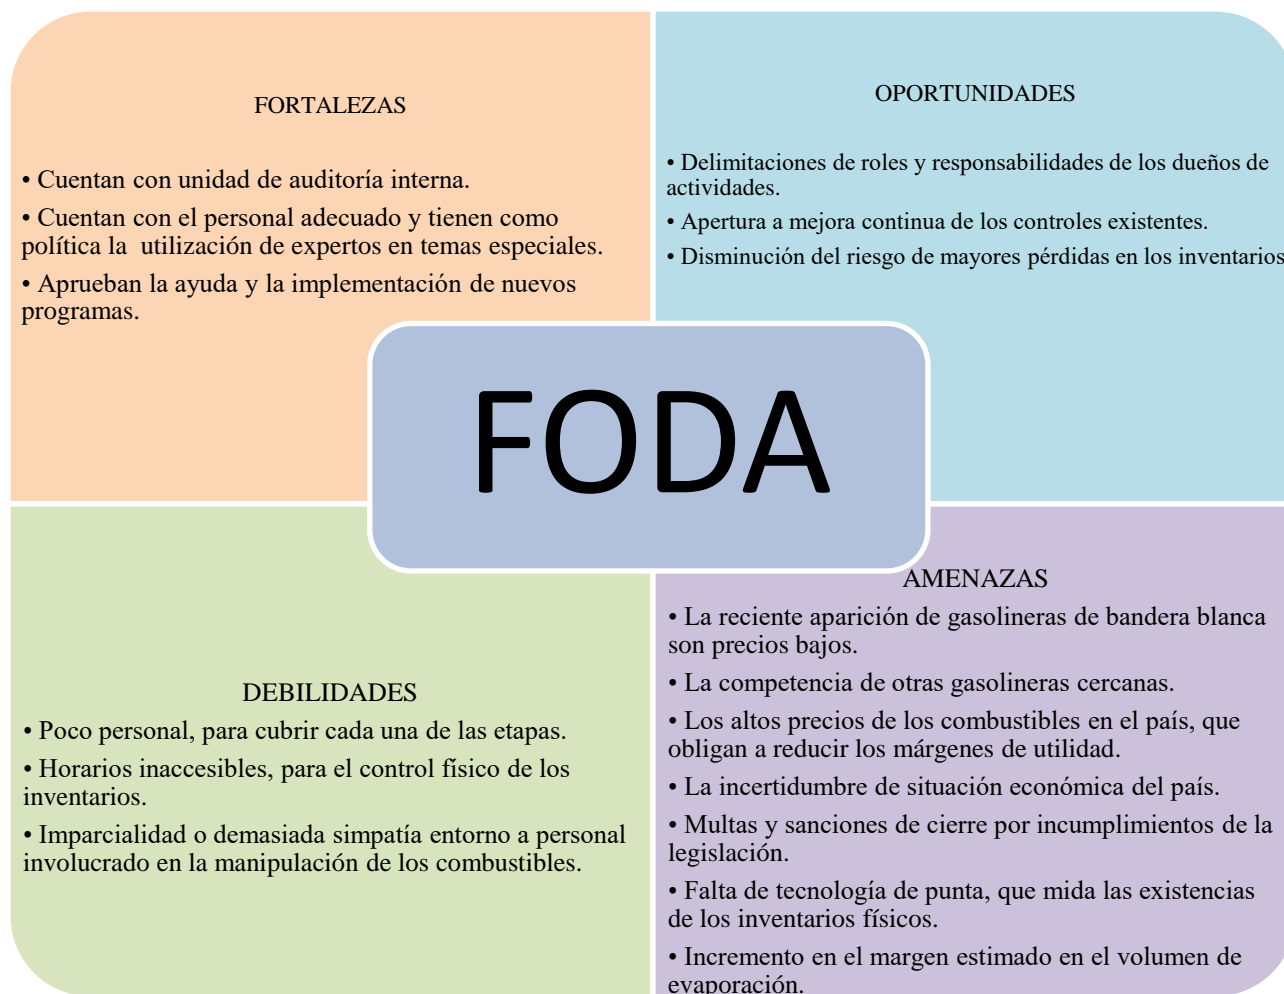 FORTALEZAS
• Cuentan con unidad de auditoría interna.
• Cuentan con el personal adecuado y tienen como
política la  utilización de expertos en temas especiales.
• Aprueban la ayuda y la implementación de nuevos
programas.
OPORTUNIDADES
• Delimitaciones de roles y responsabilidades de los dueños de
actividades.
• Apertura a mejora continua de los controles existentes.
• Disminución del riesgo de mayores pérdidas en los inventarios
FODA
DEBILIDADES
• Poco personal, para cubrir cada una de las etapas.
• Horarios inaccesibles, para el control físico de los
inventarios.
• Imparcialidad o demasiada simpatía entorno a personal
involucrado en la manipulación de los combustibles.
AMENAZAS
• La reciente aparición de gasolineras de bandera blanca
son precios bajos.
• La competencia de otras gasolineras cercanas.
• Los altos precios de los combustibles en el país, que
obligan a reducir los márgenes de utilidad.
• La incertidumbre de situación económica del país.
• Multas y sanciones de cierre por incumplimientos de la
legislación.
• Falta de tecnología de punta, que mida las existencias
de los inventarios físicos.
• Incremento en el margen estimado en el volumen de
evaporación.